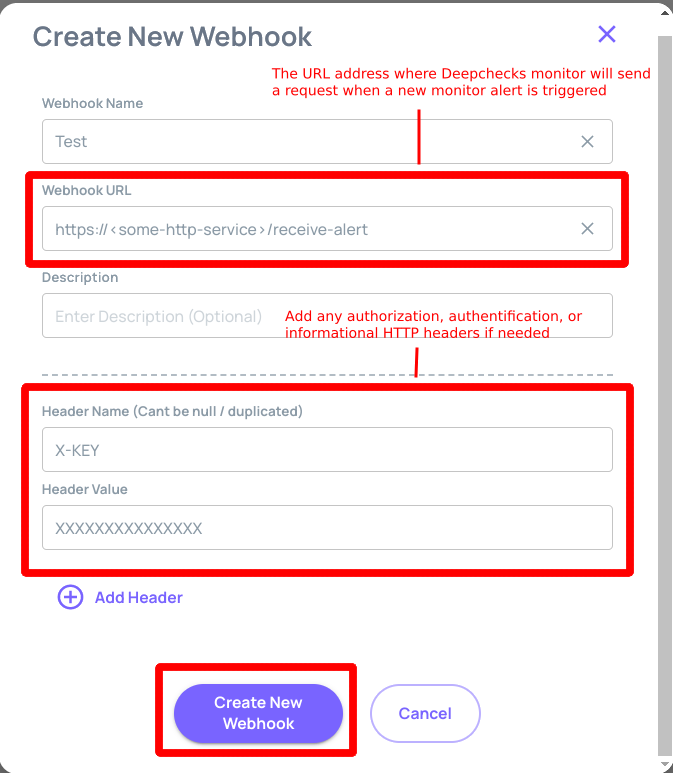 Create New Webhook
The URL address where Deepchecks monitor will send
a request when a new monitor alert is triggered
Webhook Name
Test
Webhook URL
https://<some-http-service>/receive-alert
Description
Enter Description (Optional)
Add any authorization, authentification, or
informational HTTP headers if needed
Header Name (Cant be null / duplicated)
X-KEY
Header Value
XXXXXXXXXXXXXXX
Add Header
Create New
Webhook
Cancel